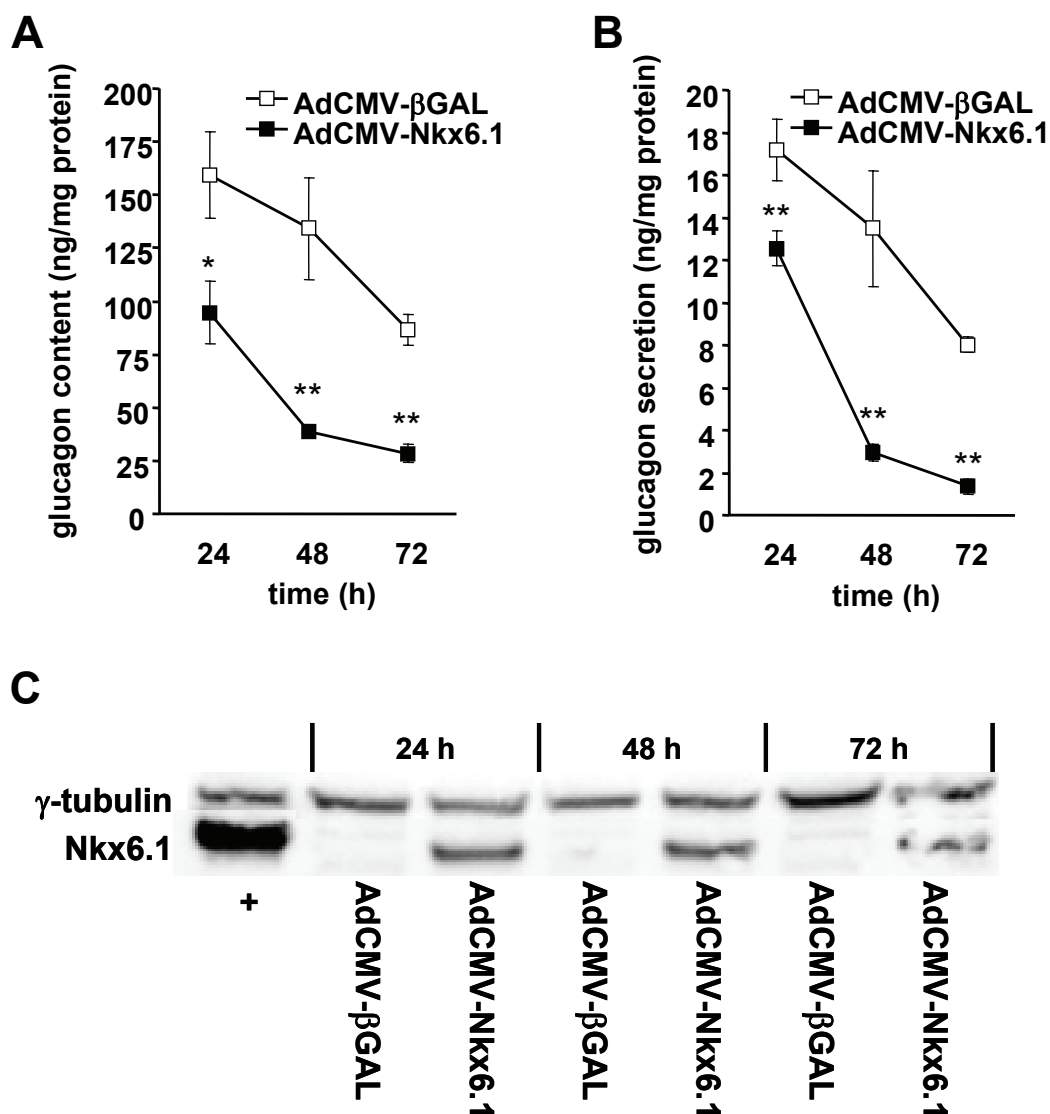 A
glucagon content (ng/mg protein)
200
175
150
125
100
75
50
25
0
AdCMV-βGAL
AdCMV-Nkx6.1
*
**
**
24 48 72
time (h)
B
glucagon secretion (ng/mg protein)
20
18
16
14
12
10
8
6
4
2
0
AdCMV-βGAL
AdCMV-Nkx6.1
**
**
**
24 48 72
time (h)
C
24 h 48 h 72 h
γ-tubulin
Nkx6.1
+
AdCMV-βGAL
AdCMV-Nkx6.1
AdCMV-βGAL
AdCMV-Nkx6.1
AdCMV-βGAL
AdCMV-Nkx6.1